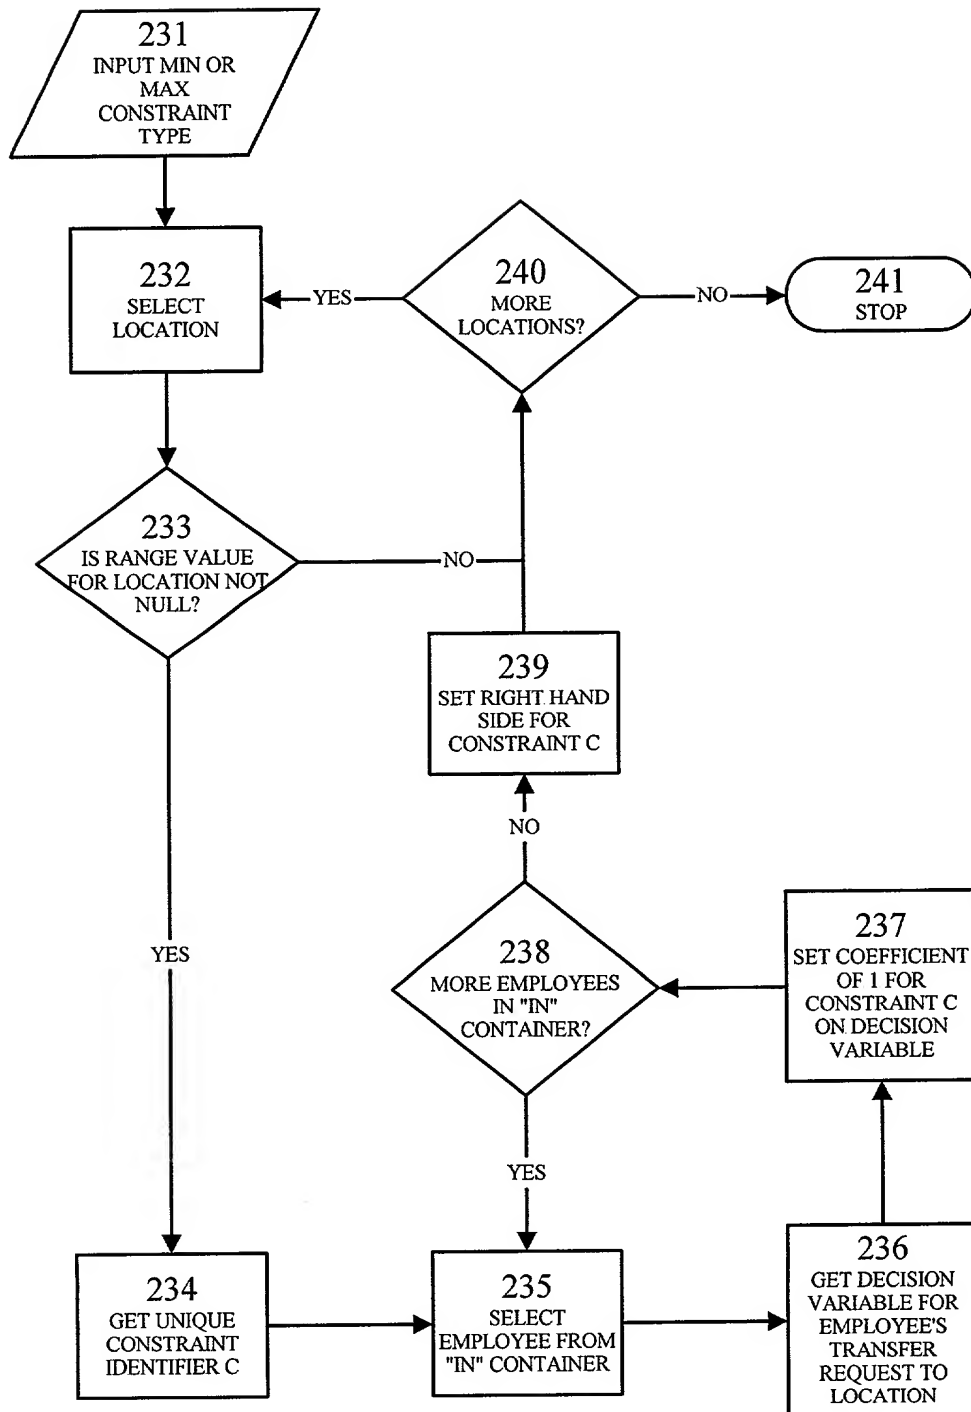 231
INPUT MIN OR
MAX
CONSTRAINT
TYPE
232
SELECT
LOCATION
YES
240
MORE
LOCATIONS?
NO
241
STOP
233
IS RANGE VALUE
FOR LOCATION NOT
NULL?
NO
239
SET RIGHT HAND
SIDE FOR
CONSTRAINT C
NO
YES
238
MORE EMPLOYEES
IN "IN"
CONTAINER?
237
SET COEFFICIENT
OF 1 FOR
CONSTRAINT C
ON DECISION
VARIABLE
YES
234
GET UNIQUE
CONSTRAINT
IDENTIFIER C
235
SELECT
EMPLOYEE FROM
"IN" CONTAINER
236
GET DECISION
VARIABLE FOR
EMPLOYEE'S
TRANSFER
REQUEST TO
LOCATION